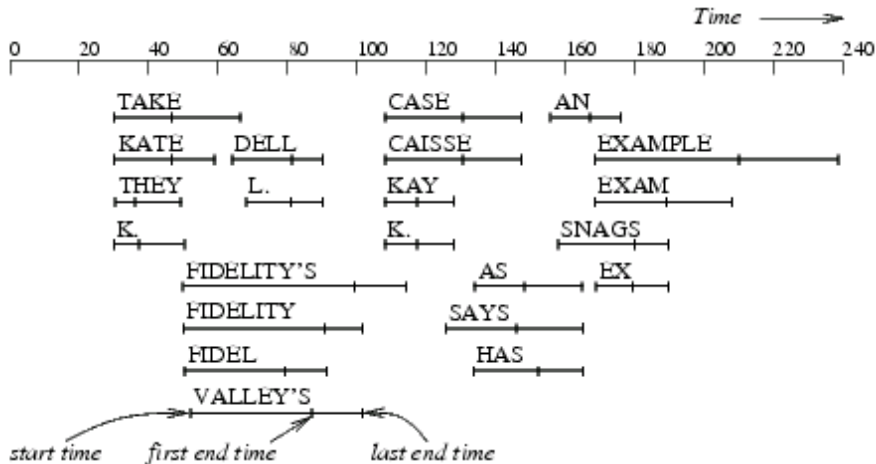 Time
0 20 40 60 80 100 120 140 160 180 200 220 240
TAKE CASE AN
KATE DELL CAISSE EXAMPLE
THEY L. KAY EXAM
K. K. SNAGS
FIDELITY'S AS EX
FIDELITY SAYS
FIDEL HAS
VALLEY'S
start time first end time last end time